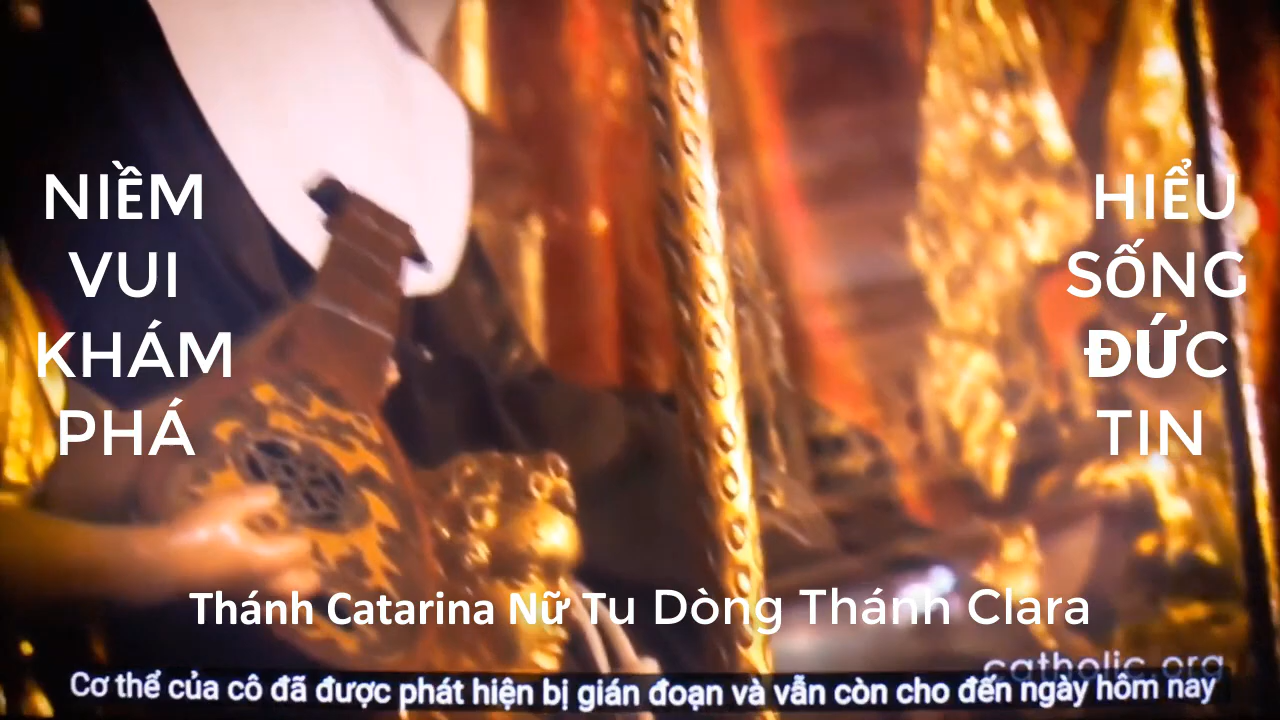 NIỀM
VUI
KHÁM
PHÁ
HIỂU
SỐNG
ĐỨC
TIN
Thánh Catarina Nữ Tu Dòng Thánh Clara
catholic.org
Cơ thể của cô đã được phát hiện bị gián đoạn và vẫn còn cho đến ngày hôm nay